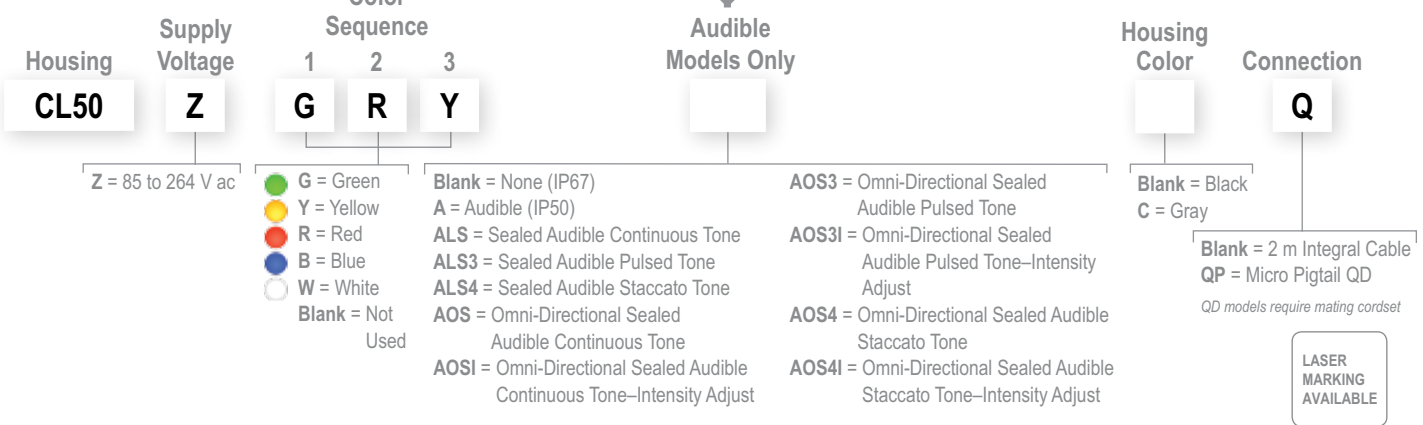 Color
Supply Sequence Audible Housing
Housing Voltage 1 2 3 Models Only Color Connection
CL50 Z G R Y Q
Z = 85 to 264 V ac
G = Green
Y = Yellow
R = Red
B = Blue
W = White
Blank = Not
Used
Blank = None (IP67)
A = Audible (IP50)
ALS = Sealed Audible Continuous Tone
ALS3 = Sealed Audible Pulsed Tone
ALS4 = Sealed Audible Staccato Tone
AOS = Omni-Directional Sealed
Audible Continuous Tone
AOSI = Omni-Directional Sealed Audible
Continuous Tone–Intensity Adjust
AOS3 = Omni-Directional Sealed
Audible Pulsed Tone
AOS3I = Omni-Directional Sealed
Audible Pulsed Tone–Intensity
Adjust
AOS4 = Omni-Directional Sealed Audible
Staccato Tone
AOS4I = Omni-Directional Sealed Audible
Staccato Tone–Intensity Adjust
Blank = Black
C = Gray
Blank = 2 m Integral Cable
QP = Micro Pigtail QD
QD models require mating cordset
LASER
MARKING
AVAILABLE